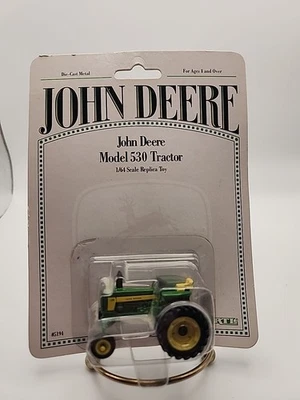 Die-Cast Metal For Ages 3 and Over
JOHN DEERE
John Deere
Model 530 Tractor
1/64 Scale Replica Toy
ERTL